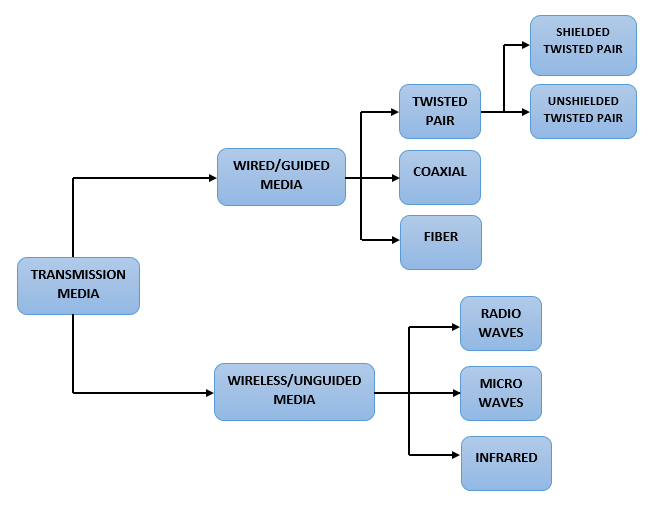 SHIELDED
TWISTED PAIR
TWISTED
PAIR
UNSHIELDED
TWISTED PAIR
WIRED/GUIDED
MEDIA
COAXIAL
FIBER
TRANSMISSION
MEDIA
RADIO
WAVES
WIRELESS/UNGUIDED
MEDIA
MICRO
WAVES
INFRARED